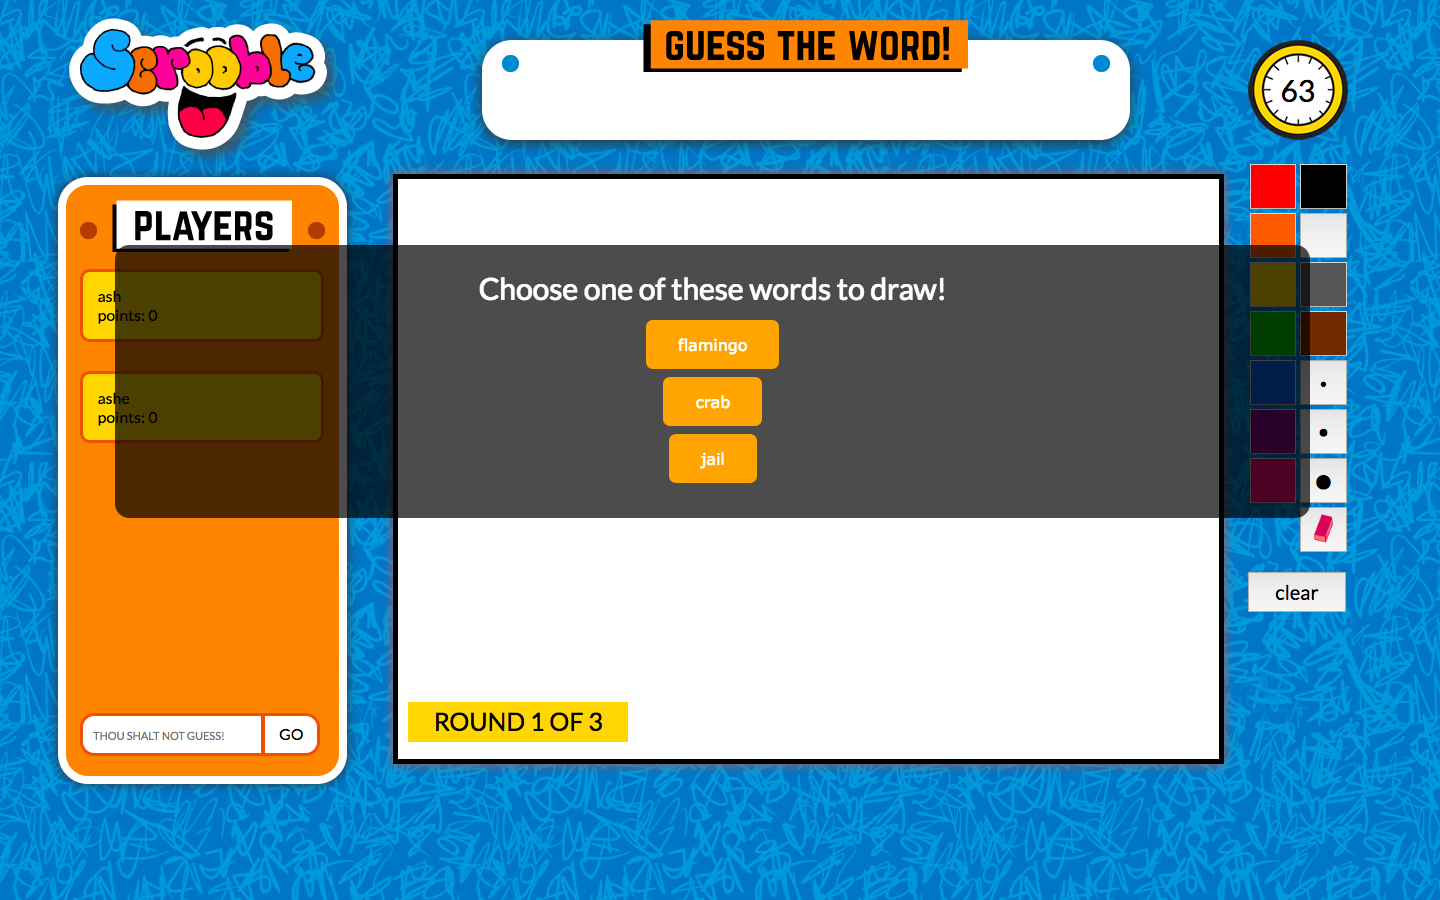 Scrooble
GUESS THE WORD!
63
PLAYERS
ash
points: 0
ashe
points: 0
Choose one of these words to draw!
flamingo
crab
jail
ROUND 1 OF 3
THOU SHALT NOT GUESS!
GO
clear